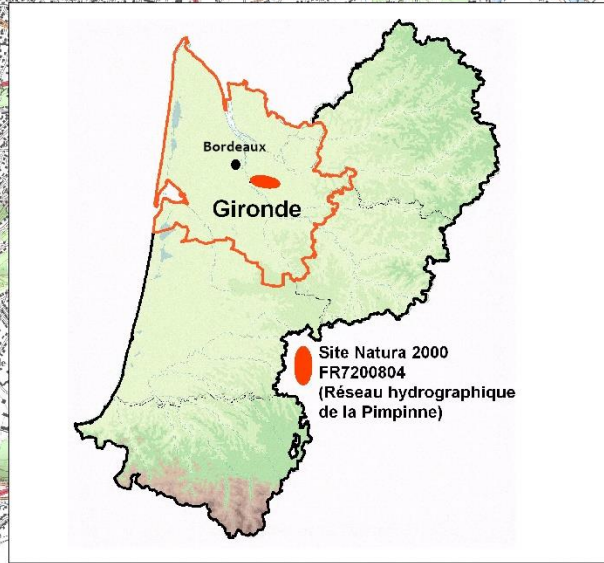 Bordeaux
Gironde
Site Natura 2000
FR7200804
(Réseau hydrographique
de la Pimpinne)